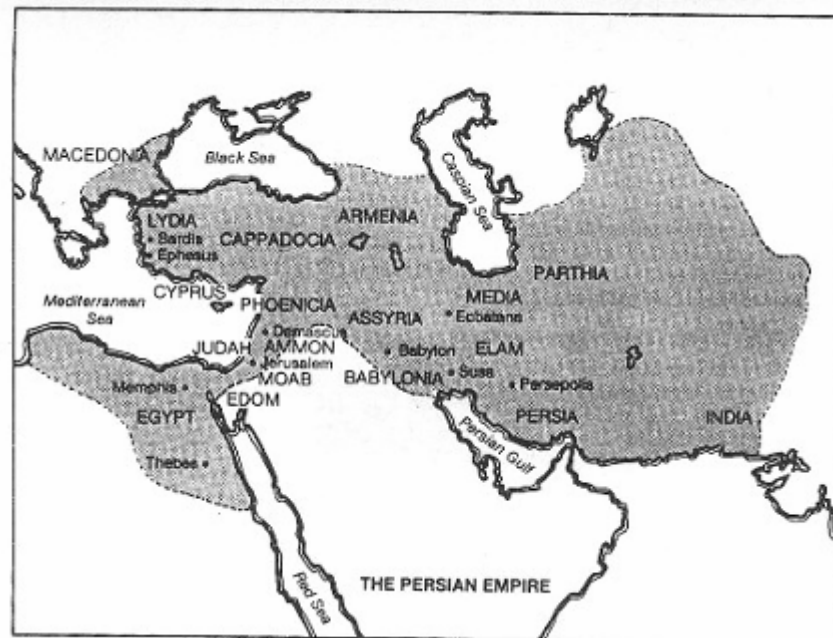 MACEDONIA
Black Sea
Caspian Sea
LYDIA
Sardis
Ephesus
CAPPADOCIA
ARMENIA
PARTHIA
CYPRUS
Mediterranean
Sea
PHOENICIA
ASSYRIA
MEDIA
Ecbatana
Damascus
JUDAH
AMMON
Babylon
ELAM
Jerusalem
MOAB
BABYLONIA
Susa
Memphis
Persepolis
EDOM
EGYPT
PERSIA
INDIA
Persian Gulf
Thebes
Red Sea
THE PERSIAN EMPIRE